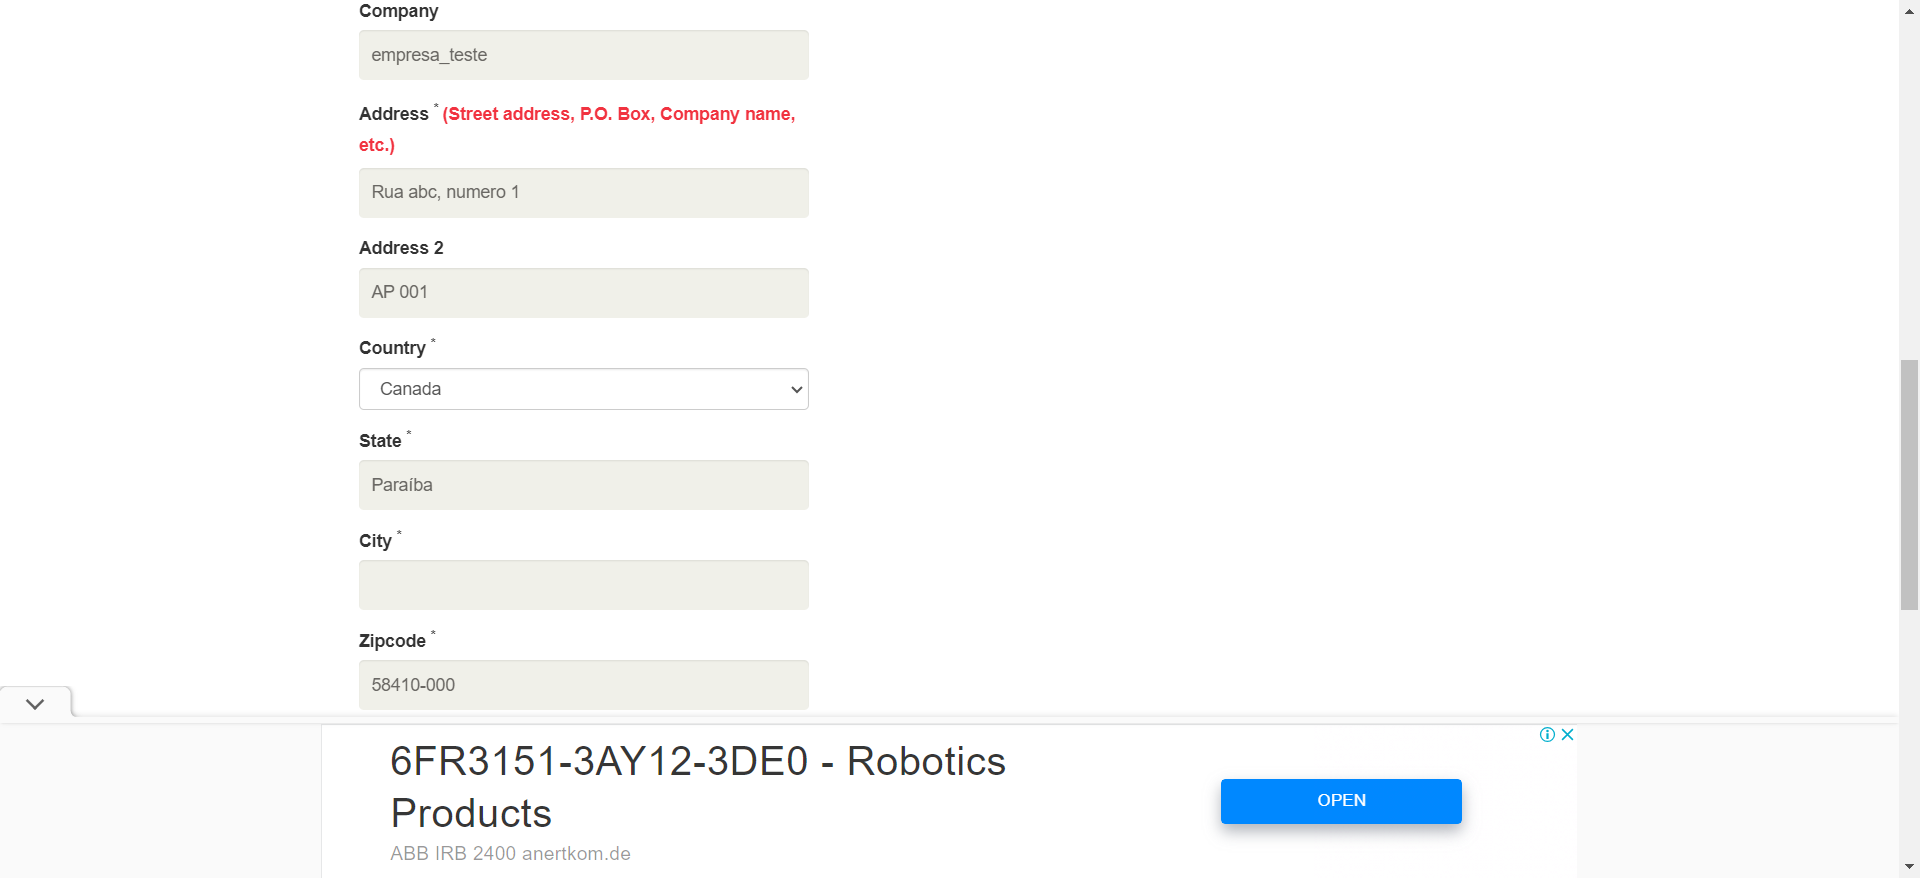 Company
empresa_teste
Address * (Street address, P.O. Box, Company name,
etc.)
Rua abc, numero 1
Address 2
AP 001
Country *
Canada
State *
Paraíba
City *
Zipcode *
58410-000
6FR3151-3AY12-3DE0 - Robotics
Products
ABB IRB 2400 anertkom.de
OPEN